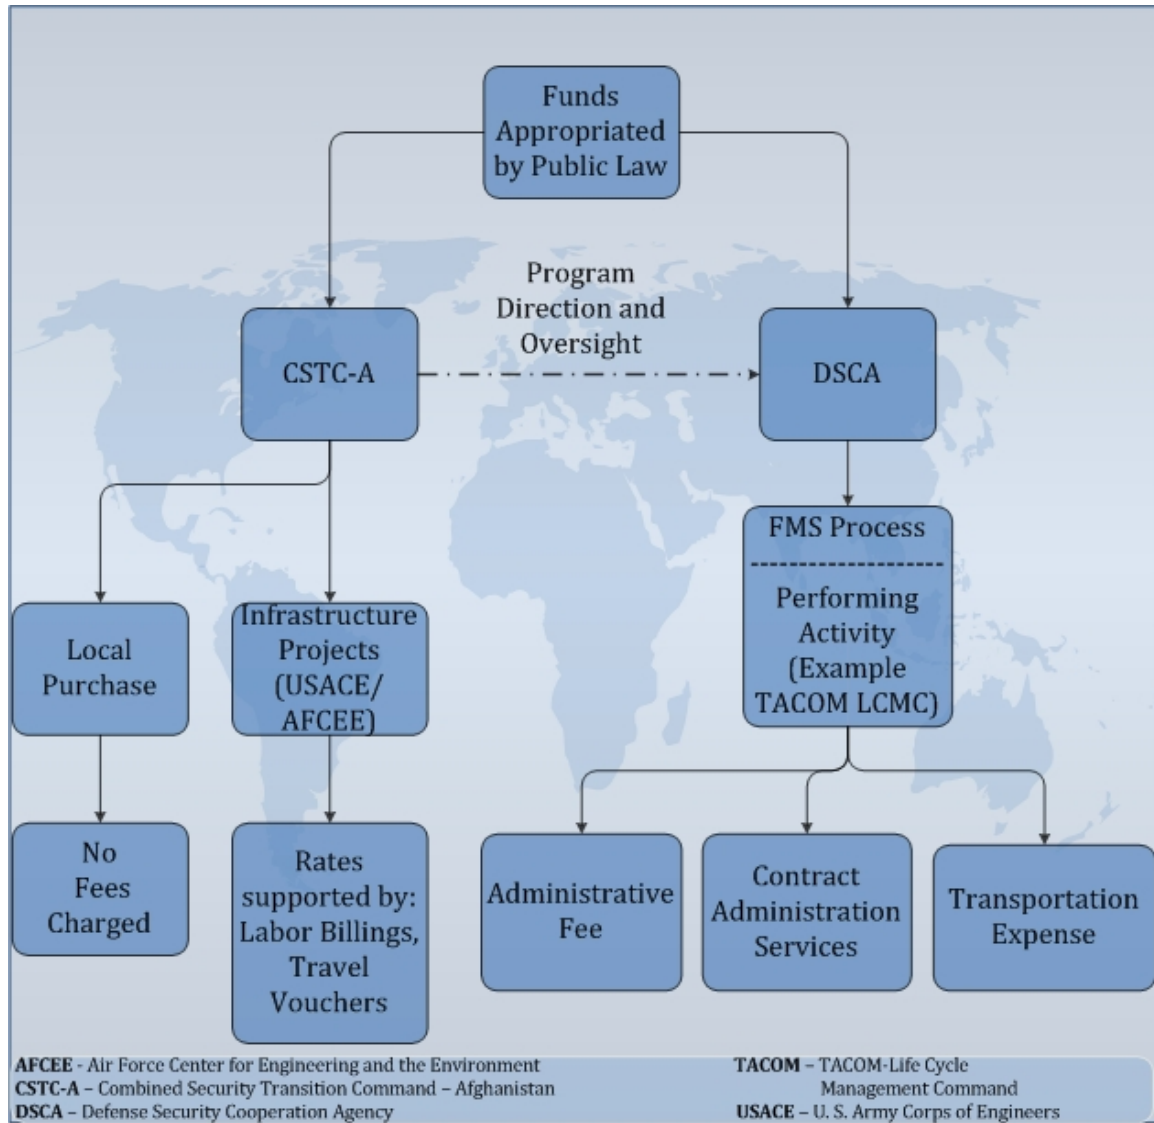 Funds
Appropriated
by Public Law
Program
Direction and
Oversight
CSTC-A
DSCA
FMS Process
Performing
Activity
(Example
TACOM LCMC)
Local
Purchase
Infrastructure
Projects
(USACE/
AFCEE)
No
Fees
Charged
Rates
supported by:
Labor Billings,
Travel
Vouchers
Administrative
Fee
Contract
Administration
Services
Transportation
Expense
AFCEE - Air Force Center for Engineering and the Environment
CSTC-A – Combined Security Transition Command – Afghanistan
DSCA – Defense Security Cooperation Agency
TACOM – TACOM-Life Cycle
Management Command
USACE – U. S. Army Corps of Engineers